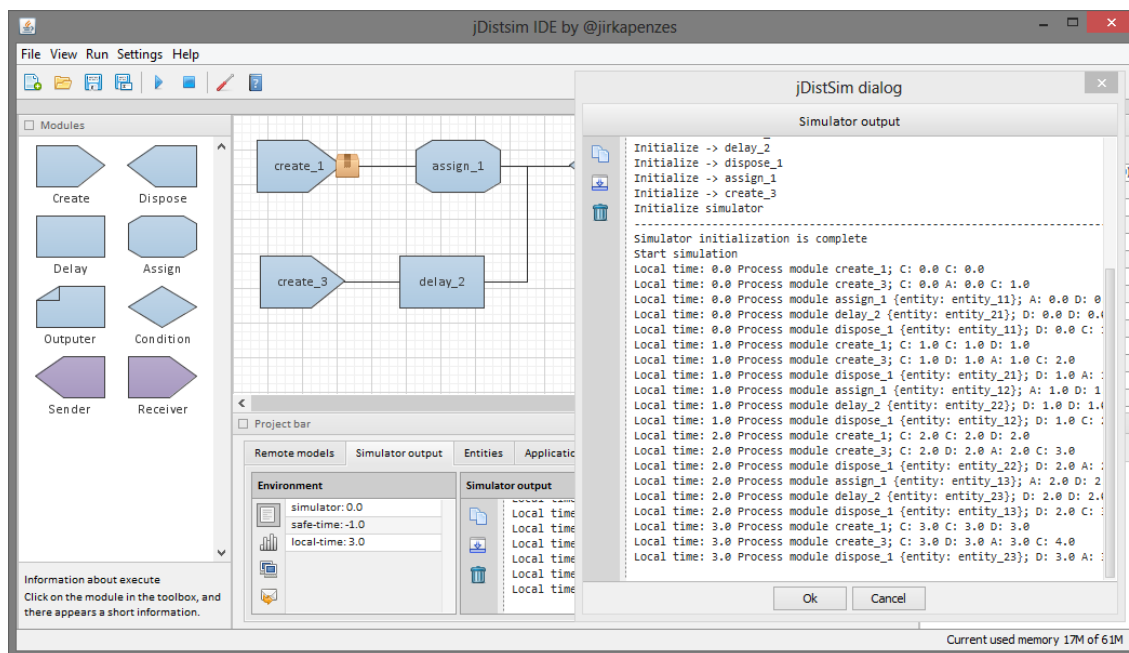 jDistsim IDE by @jirkapenzes
File View Run Settings Help
Modules
Create Dispose
Delay Assign
Outputer Condition
Sender Receiver
Information about execute
Click on the module in the toolbox, and
there appears a short information.
create_1
assign_1
create_3
delay_2
Project bar
Remote models Simulator output Entities Applicatio
Environment
simulator: 0.0
safe-time: -1.0
local-time: 3.0
Simulator output
Local time
Local time
Local time
Local time
Local time
Local time
jDistSim dialog
Simulator output
Initialize -> delay_2
Initialize -> dispose_1
Initialize -> assign_1
Initialize -> create_3
Initialize simulator
Simulator initialization is complete
Start simulation
Local time: 0.0 Process module create_1; C: 0.0 C: 0.0
Local time: 0.0 Process module create_3; C: 0.0 A: 0.0 C: 1.0
Local time: 0.0 Process module assign_1 {entity: entity_11}; A: 0.0 D: 0
Local time: 0.0 Process module delay_2 {entity: entity_21}; D: 0.0 D: 0.
Local time: 0.0 Process module dispose_1 {entity: entity_11}; D: 0.0 C:
Local time: 1.0 Process module create_1; C: 1.0 C: 1.0 D: 1.0
Local time: 1.0 Process module create_3; C: 1.0 D: 1.0 A: 1.0 C: 2.0
Local time: 1.0 Process module dispose_1 {entity: entity_21}; D: 1.0 A:
Local time: 1.0 Process module assign_1 {entity: entity_12}; A: 1.0 D: 1
Local time: 1.0 Process module delay_2 {entity: entity_22}; D: 1.0 D: 1.
Local time: 1.0 Process module dispose_1 {entity: entity_12}; D: 1.0 C:
Local time: 2.0 Process module create_1; C: 2.0 C: 2.0 D: 2.0
Local time: 2.0 Process module create_3; C: 2.0 D: 2.0 A: 2.0 C: 3.0
Local time: 2.0 Process module dispose_1 {entity: entity_22}; D: 2.0 A:
Local time: 2.0 Process module assign_1 {entity: entity_13}; A: 2.0 D: 2
Local time: 2.0 Process module delay_2 {entity: entity_23}; D: 2.0 D: 2.
Local time: 2.0 Process module dispose_1 {entity: entity_13}; D: 2.0 C:
Local time: 3.0 Process module create_1; C: 3.0 C: 3.0 D: 3.0
Local time: 3.0 Process module create_3; C: 3.0 D: 3.0 A: 3.0 C: 4.0
Local time: 3.0 Process module dispose_1 {entity: entity_23}; D: 3.0 A:
Ok Cancel
Current used memory 17M of 61M